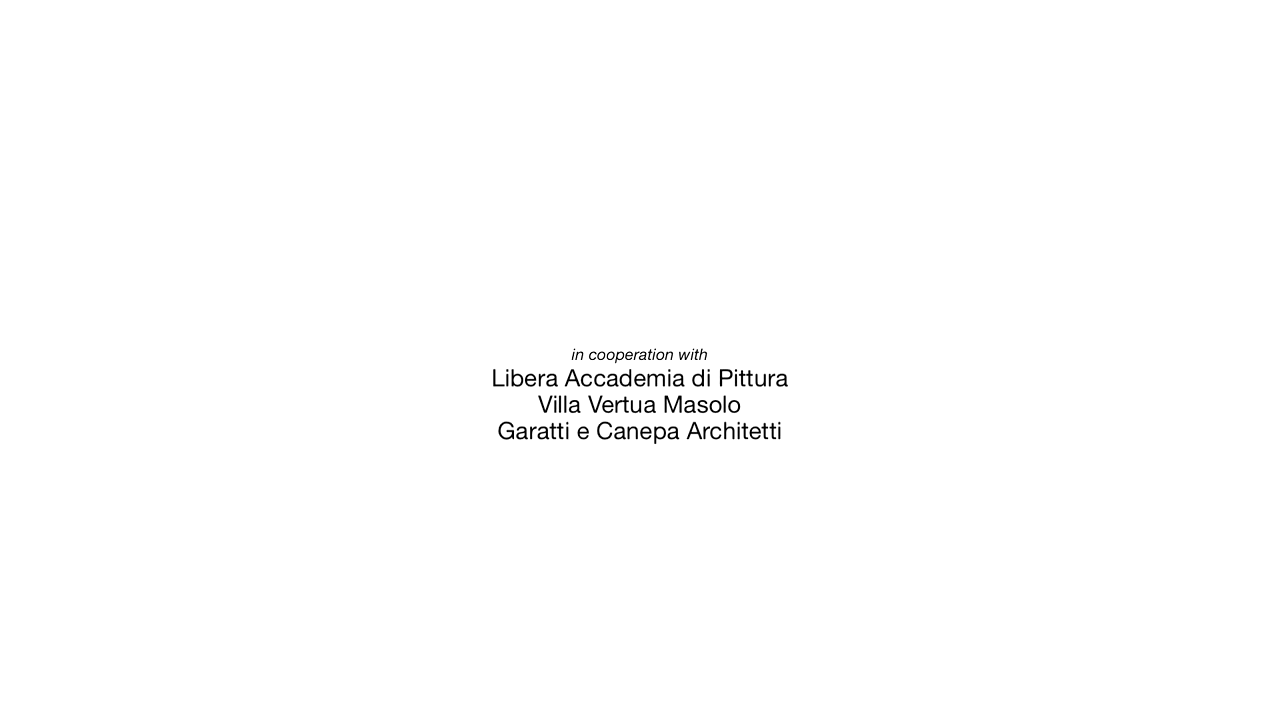 in cooperation with
Libera Accademia di Pittura
Villa Vertua Masolo
Garatti e Canepa Architetti